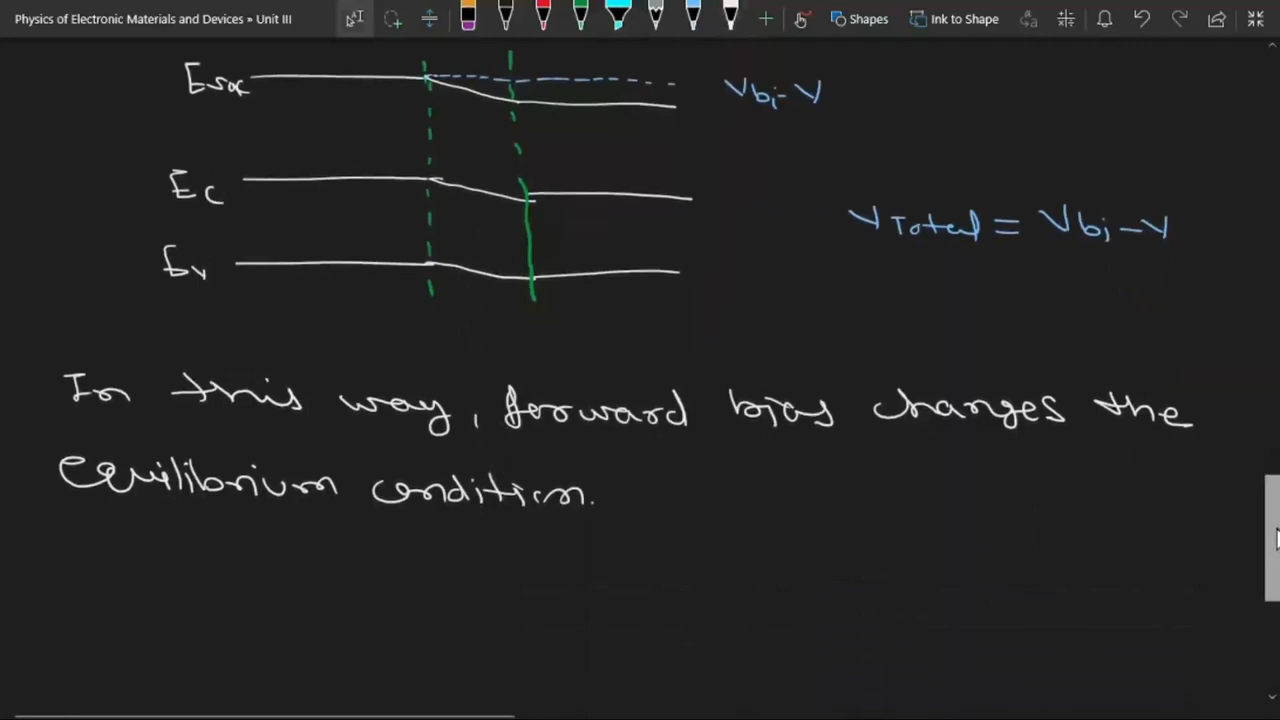 Physics of Electronic Materials and Devices » Unit III
Shapes
Ink to Shape
Vbi-V
EC
VTotal = Vbi-V
Ev
In this way, forward bias changes the
equilibrium condition.